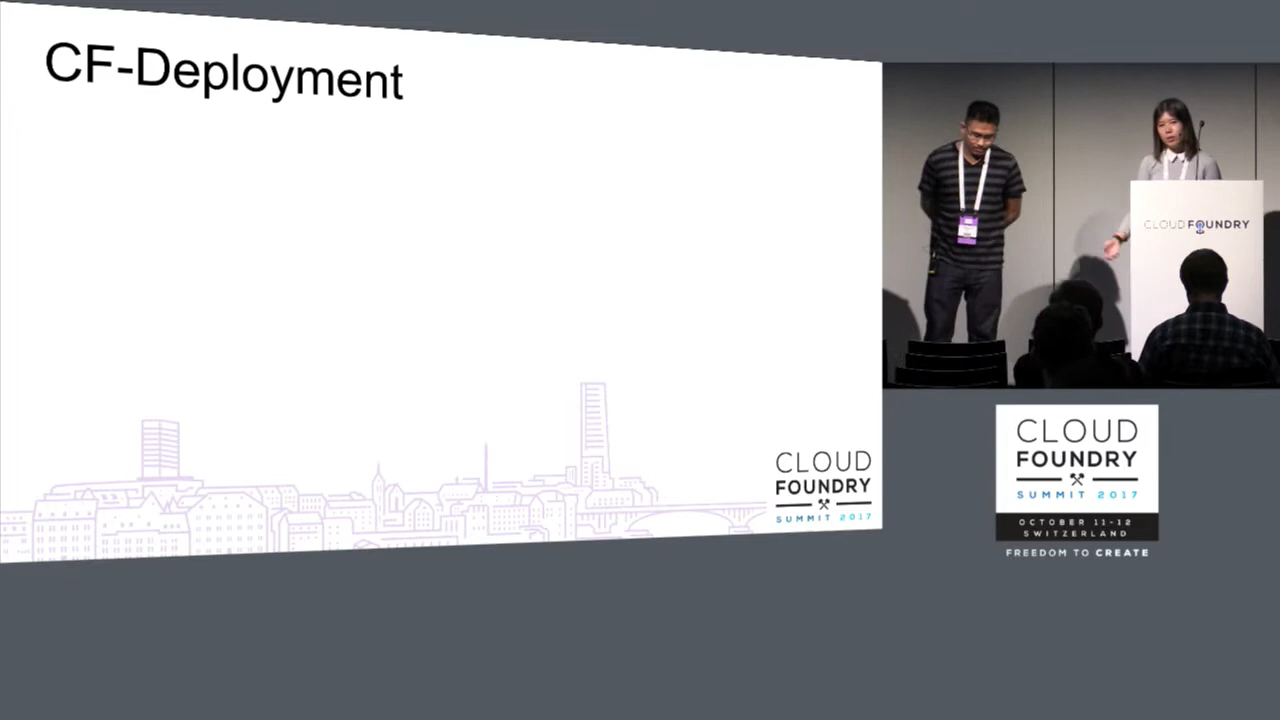 CF-Deployment
CLOUD
FOUNDRY
SUMMIT 2017
CLOUD FOUNDRY
CLOUD
FOUNDRY
SUMMIT 2017
OCTOBER 11-12
SWITZERLAND
FREEDOM TO CREATE